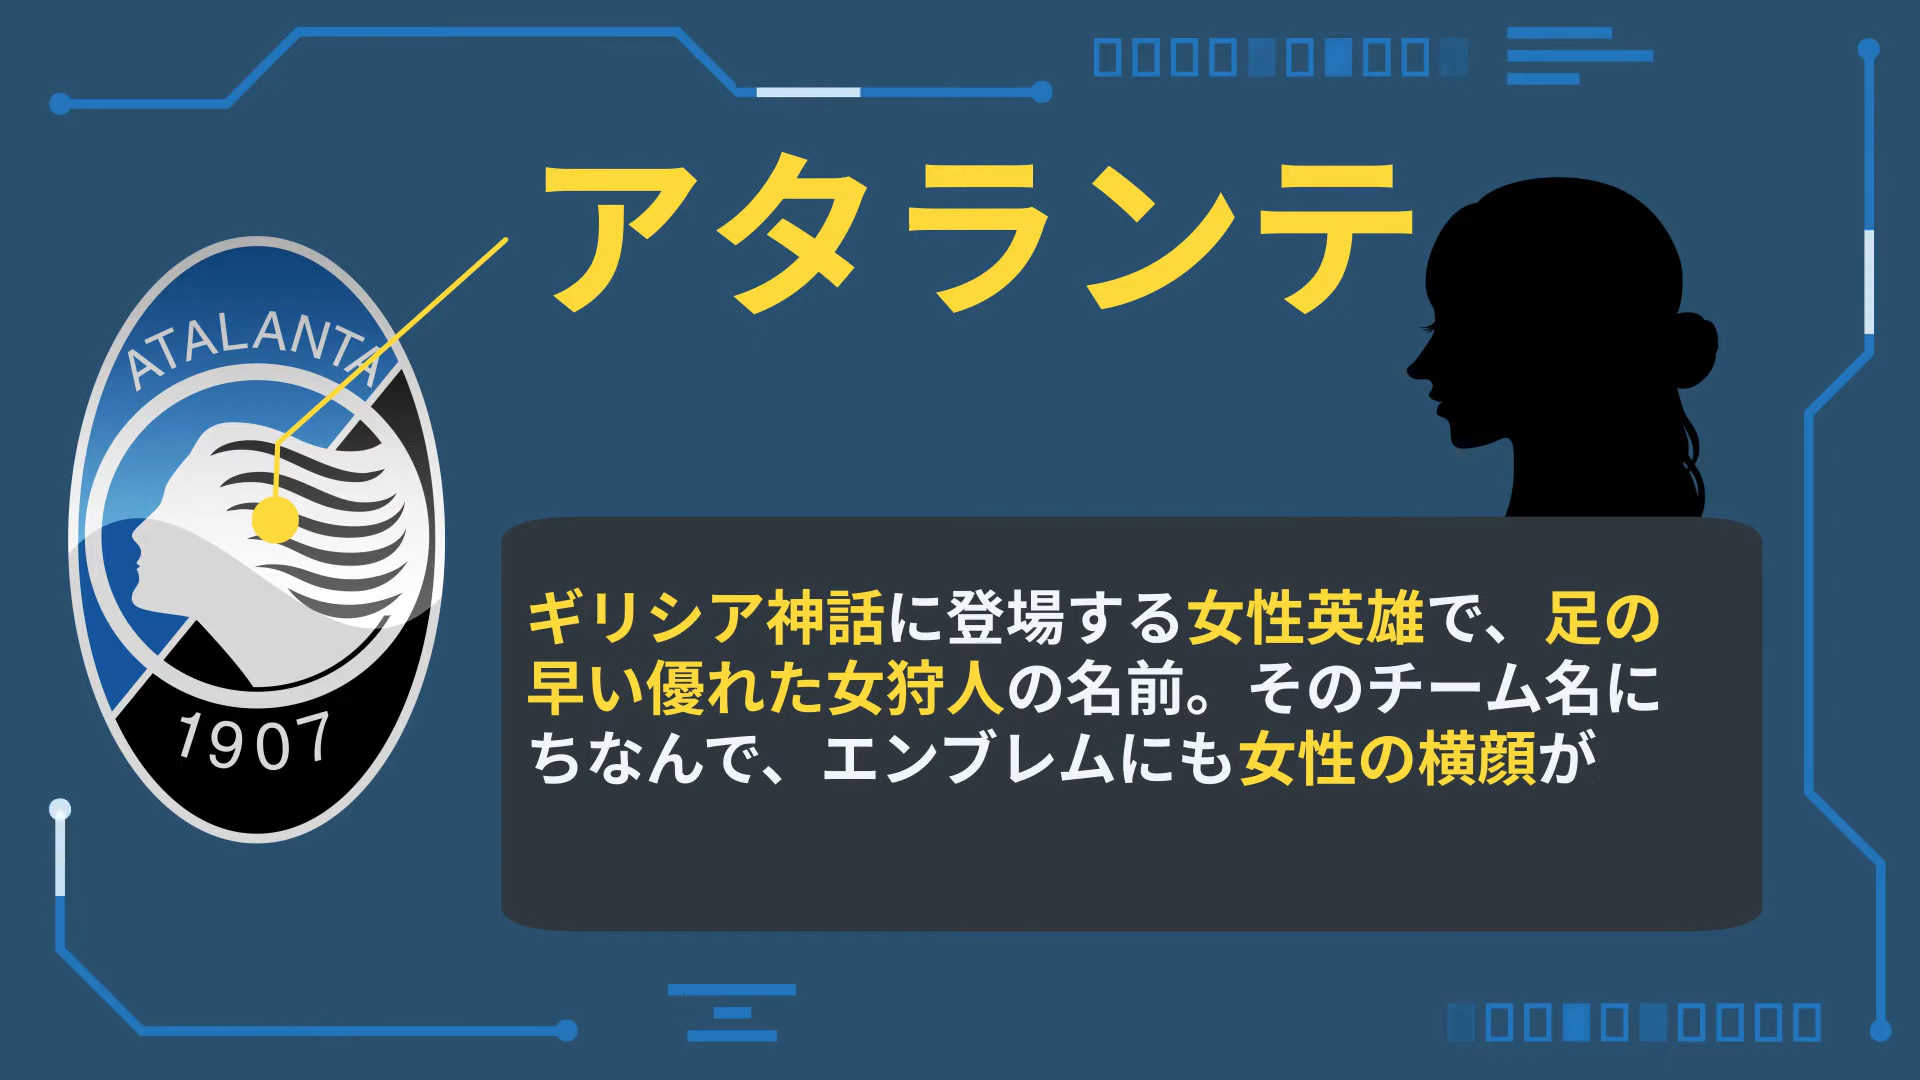 アタランテ
ATALANTA
1907
ギリシア神話に登場する女性英雄で、足の
早い優れた女狩人の名前。そのチーム名に
ちなんで、エンブレムにも女性の横顔が